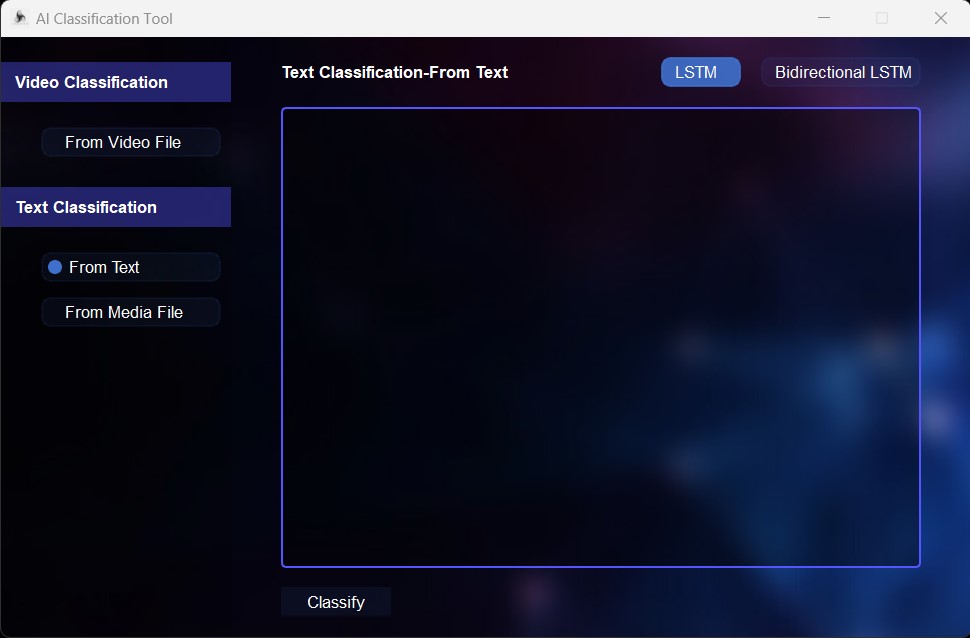 AI Classification Tool
Video Classification
From Video File
Text Classification
From Text
From Media File
Text Classification-From Text
LSTM
Bidirectional LSTM
Classify